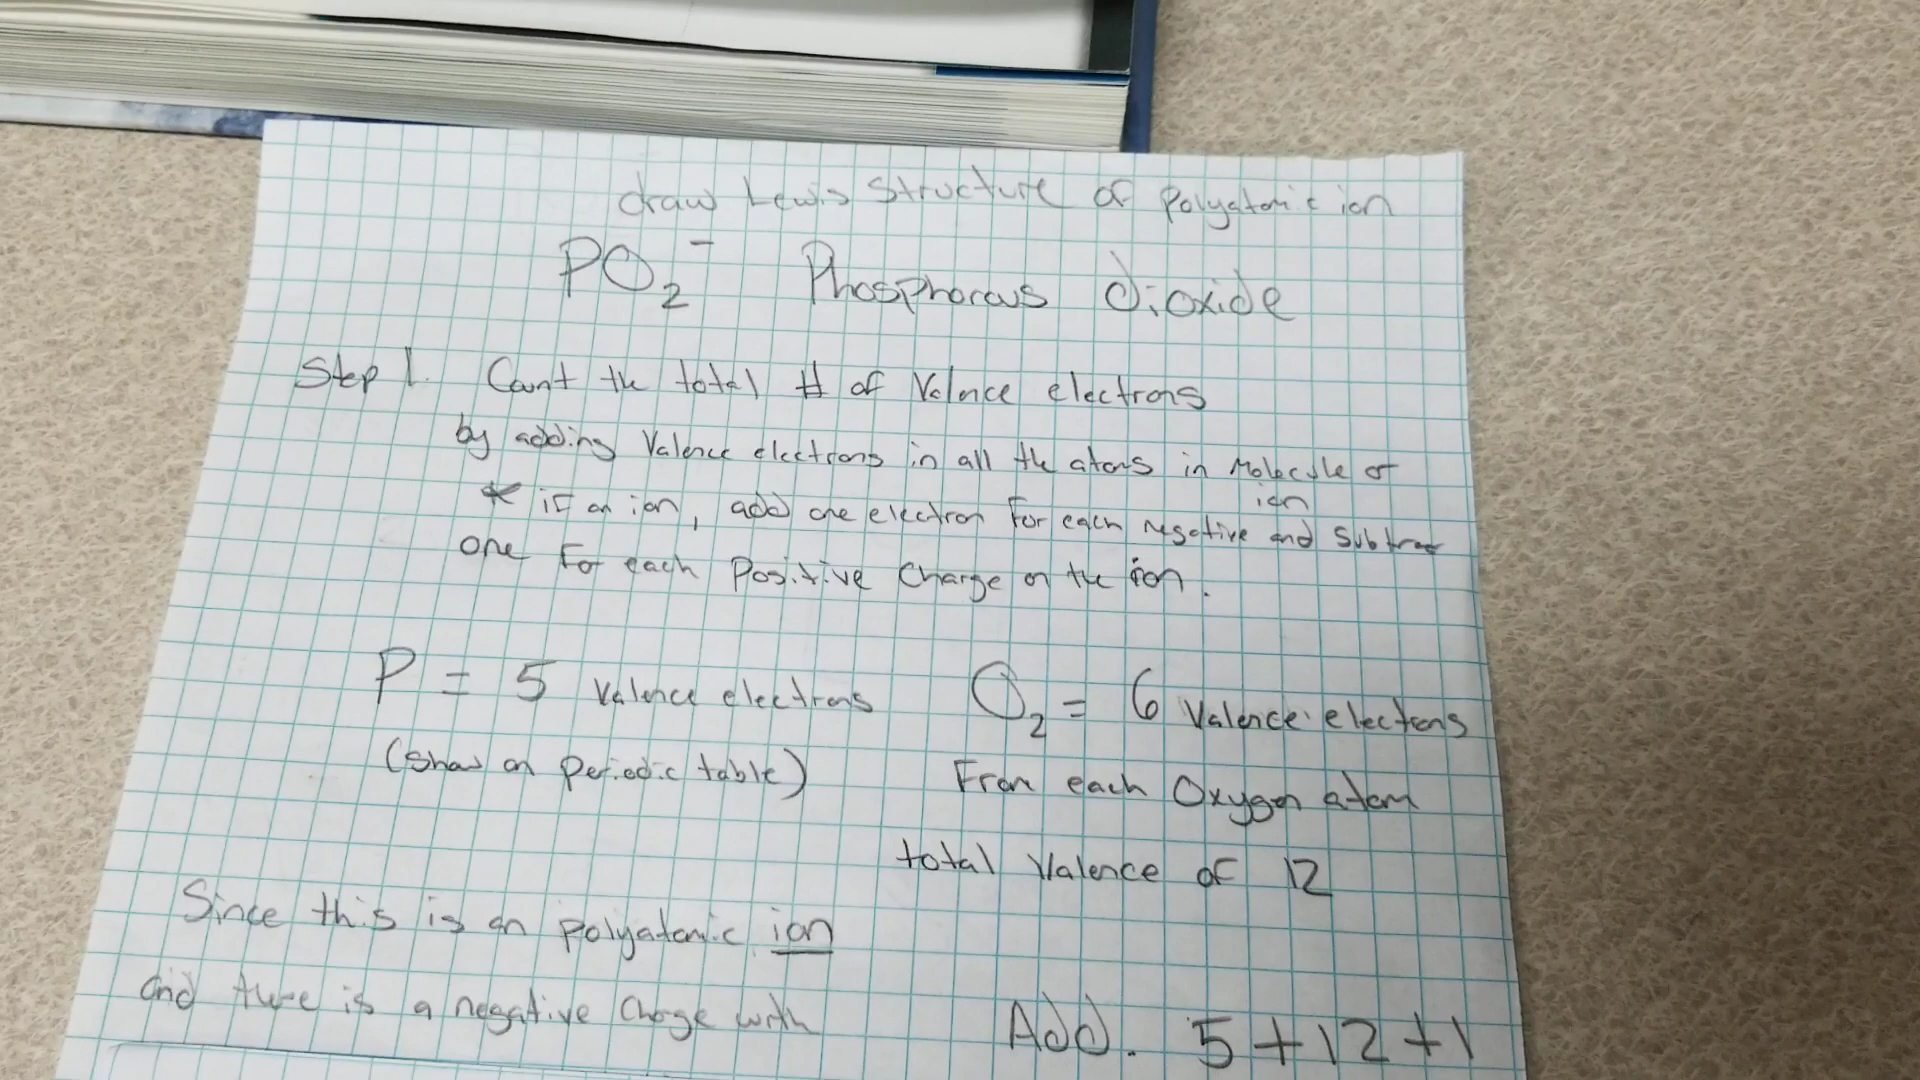 draw Lewis Structure of Polyatomic ion
PO2- Phosphorous dioxide
Step 1. Count the total # of Valence electrons
by adding Valence electrons in all the atoms in Molecule or
ion
* if an ion, add one electron for each negative and Subtract
one for each Positive Charge on the ion.
P = 5 Valence electrons
O2 = 6 Valence electons
(Show on Periodic table)
From each Oxygen atom
total Valence of 12
Since this is an polyatomic ion
and there is a negative Charge with
Add. 5+12+1